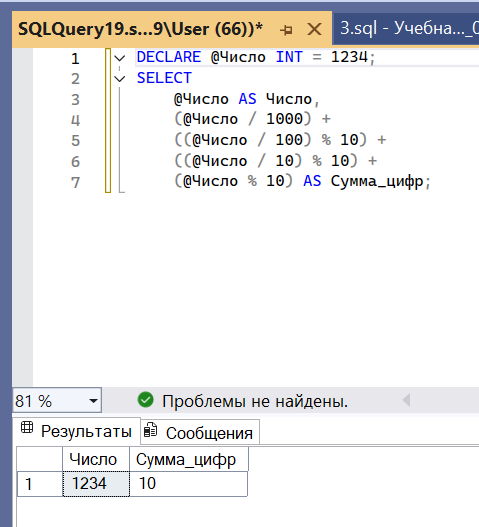 SQLQuery19.s...9\User (66))* 3.sql - Учебна..._0
1 DECLARE @Число INT = 1234;
2 SELECT
3 @Число AS Число,
4 (@Число / 1000) +
5 ((@Число / 100) % 10) +
6 ((@Число / 10) % 10) +
7 (@Число % 10) AS Сумма_цифр;
81 % Проблемы не найдены.
Результаты Сообщения
Число Сумма_цифр
1 1234 10